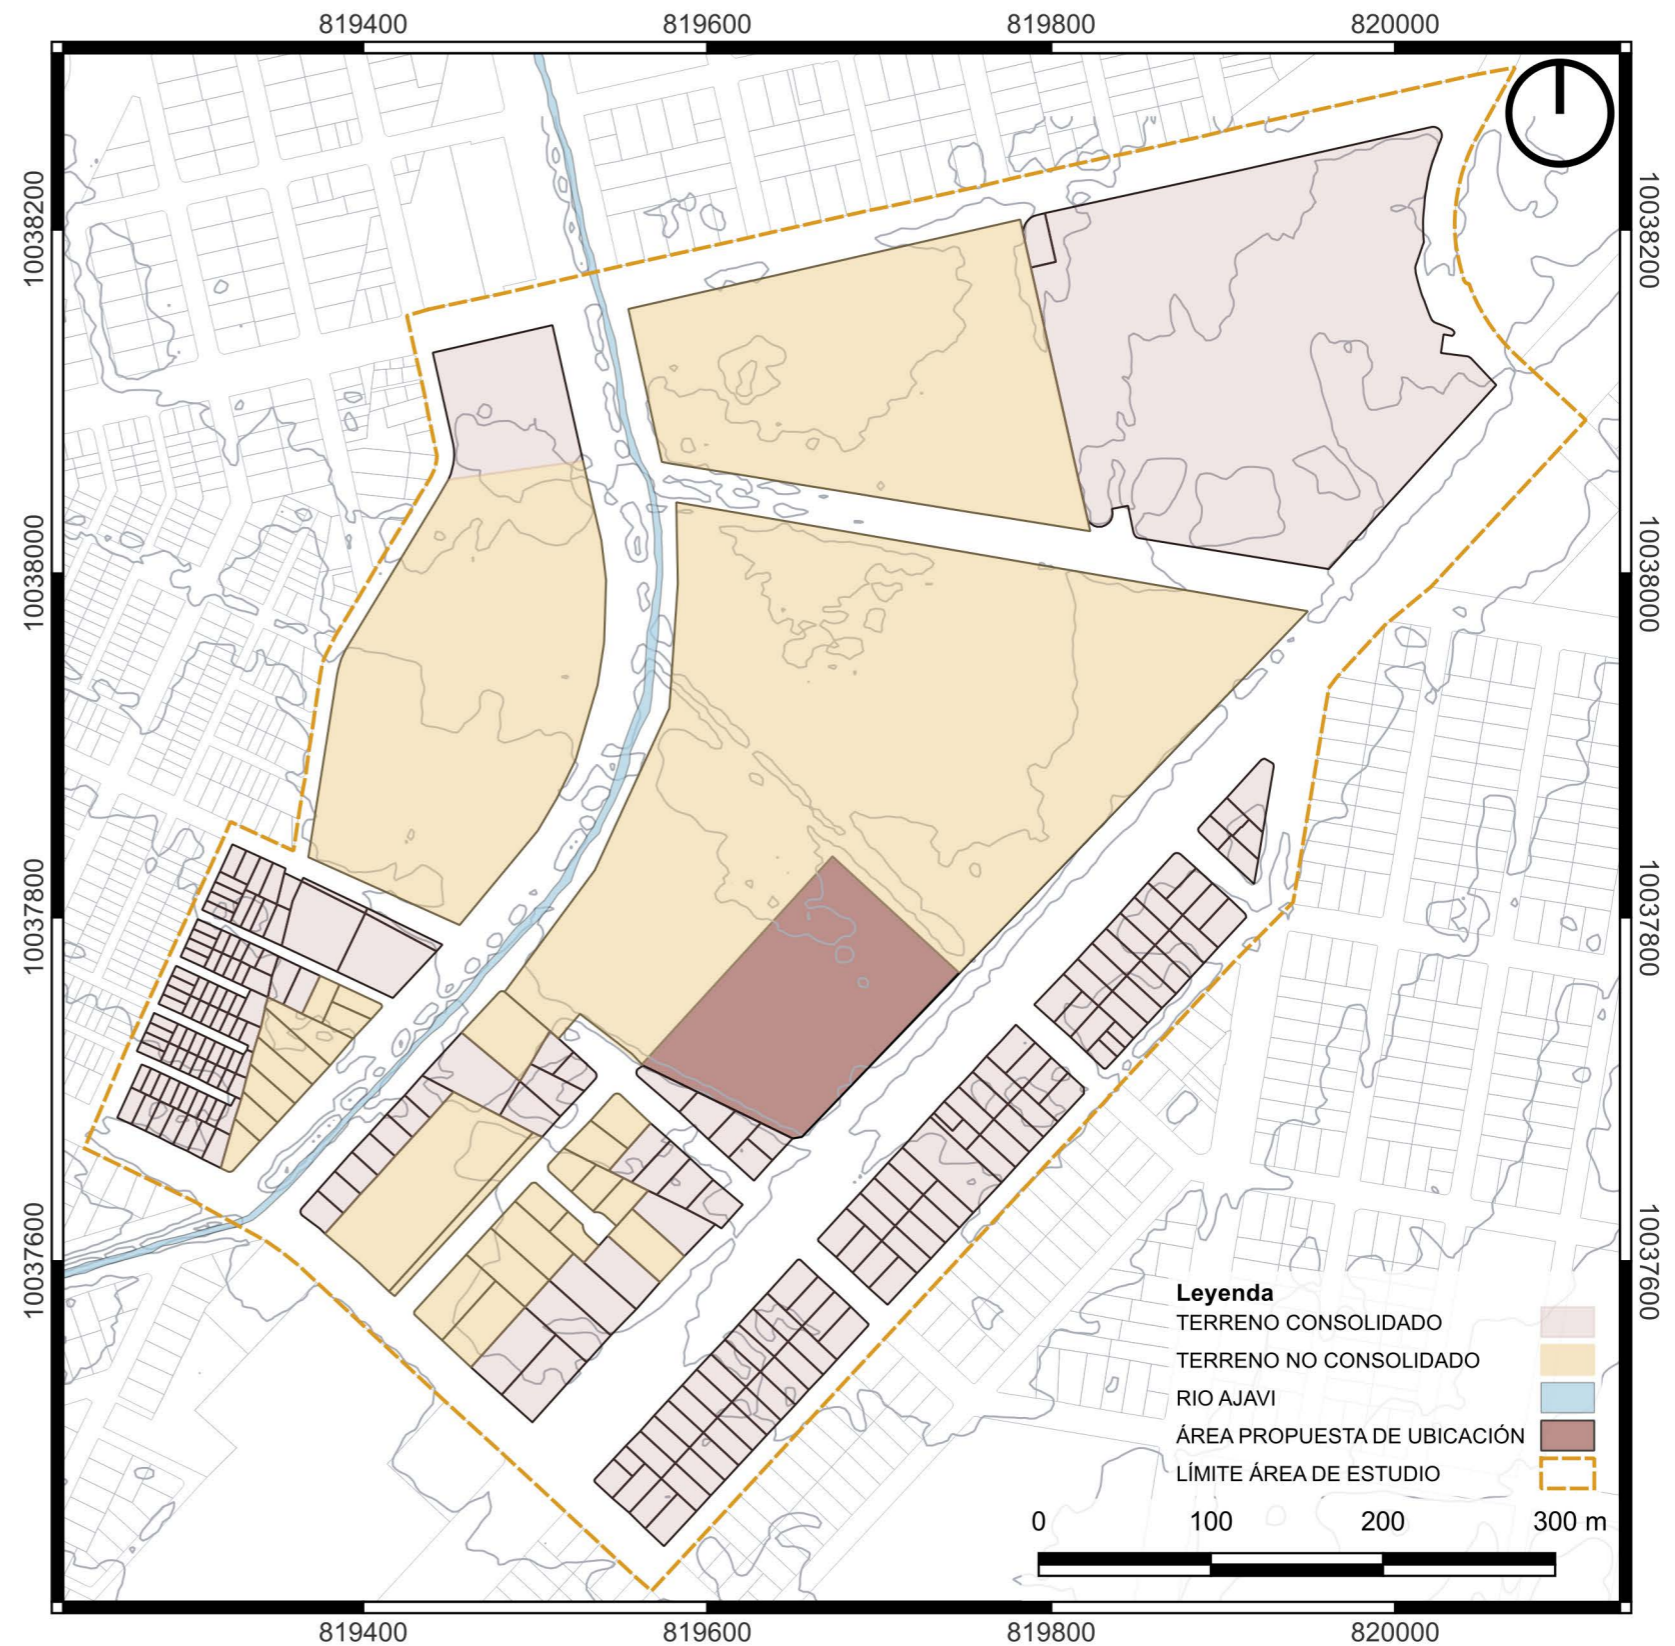 819400 819600 819800 820000
10038200
10038200
10038000
10038000
10037800
10037800
10037600
10037600
Leyenda
TERRENO CONSOLIDADO
TERRENO NO CONSOLIDADO
RIO AJAVI
ÁREA PROPUESTA DE UBICACIÓN
LÍMITE ÁREA DE ESTUDIO
0 100 200 300 m
819400 819600 819800 820000